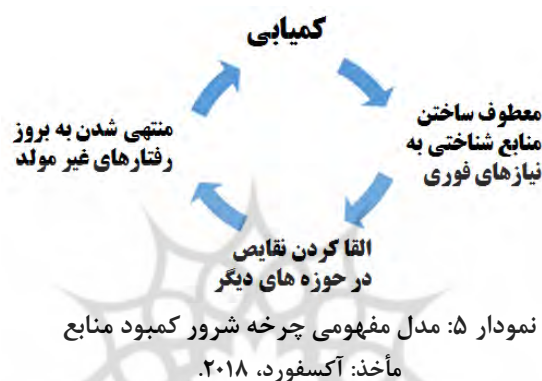 کمیابی
معطوف ساختن
منابع شناختی به
نیازهای فوری
القا کردن نقایص
در حوزه های دیگر
منتهی شدن به بروز
رفتارهای غیر مولد
نمودار ۵: مدل مفهومی چرخه شرور کمبود منابع
مأخذ: آکسفورد، ۲۰۱۸.